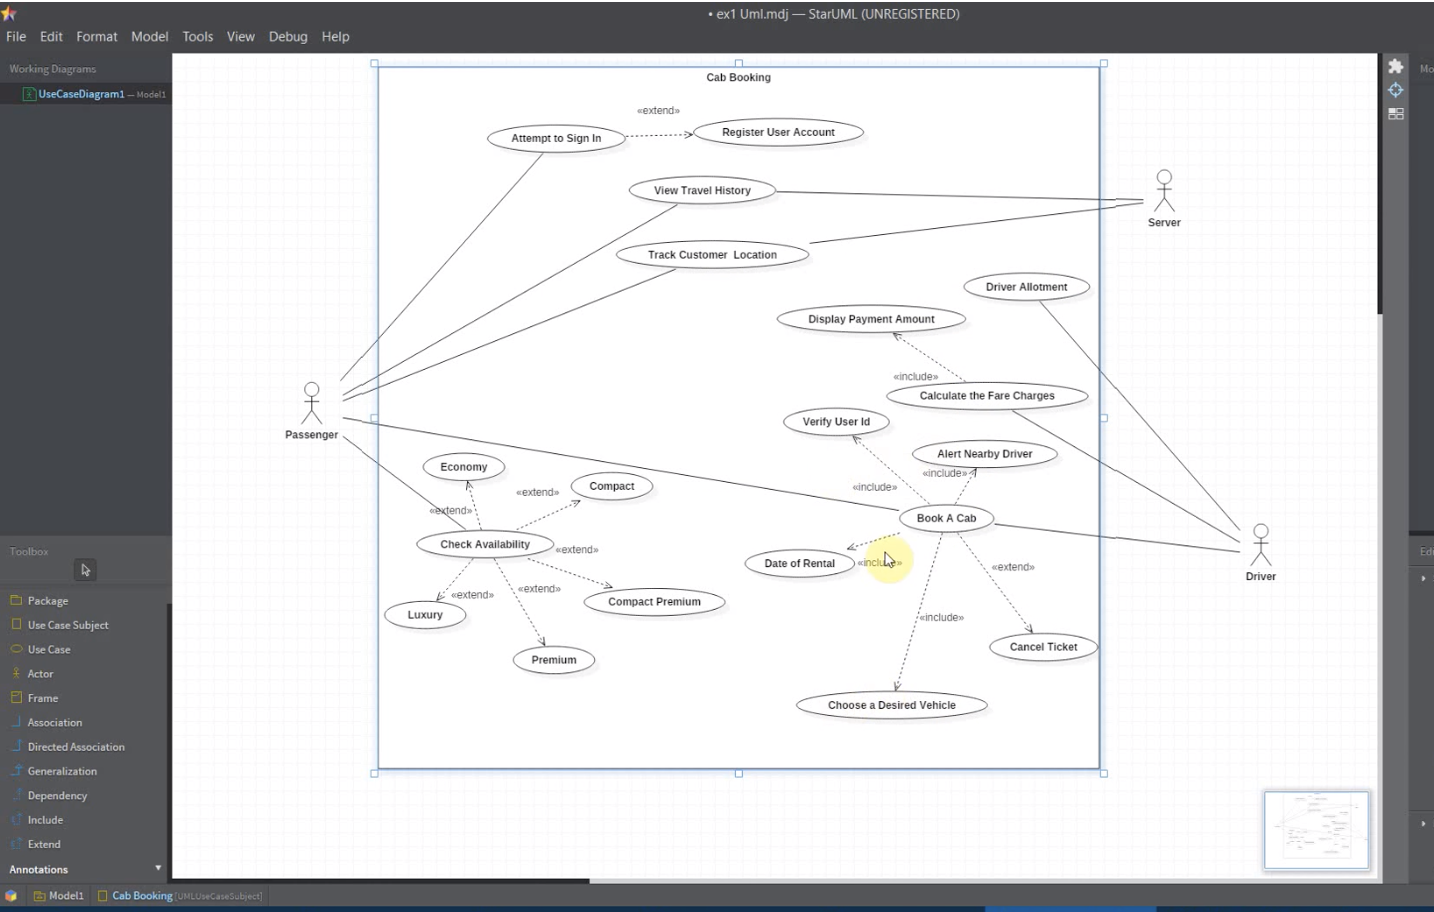 • ex1 Uml.mdj — StarUML (UNREGISTERED)
File Edit Format Model Tools View Debug Help
Working Diagrams
UseCaseDiagram1 — Model1
Mo
Cab Booking
«extend»
Attempt to Sign In
Register User Account
View Travel History
Server
Track Customer Location
Driver Allotment
Display Payment Amount
«include»
Calculate the Fare Charges
Passenger
Verify User Id
Alert Nearby Driver
Economy
«include»
Compact
«extend»
«include»
«extend»
Book A Cab
Check Availability
«extend»
Date of Rental
«include»
«extend»
Driver
«extend»
«extend»
Compact Premium
Luxury
«include»
Cancel Ticket
Premium
Choose a Desired Vehicle
Toolbox
Package
Use Case Subject
Use Case
Actor
Frame
Association
Directed Association
Generalization
Dependency
Include
Extend
Annotations
Model1 Cab Booking [UMLUseCaseSubject]